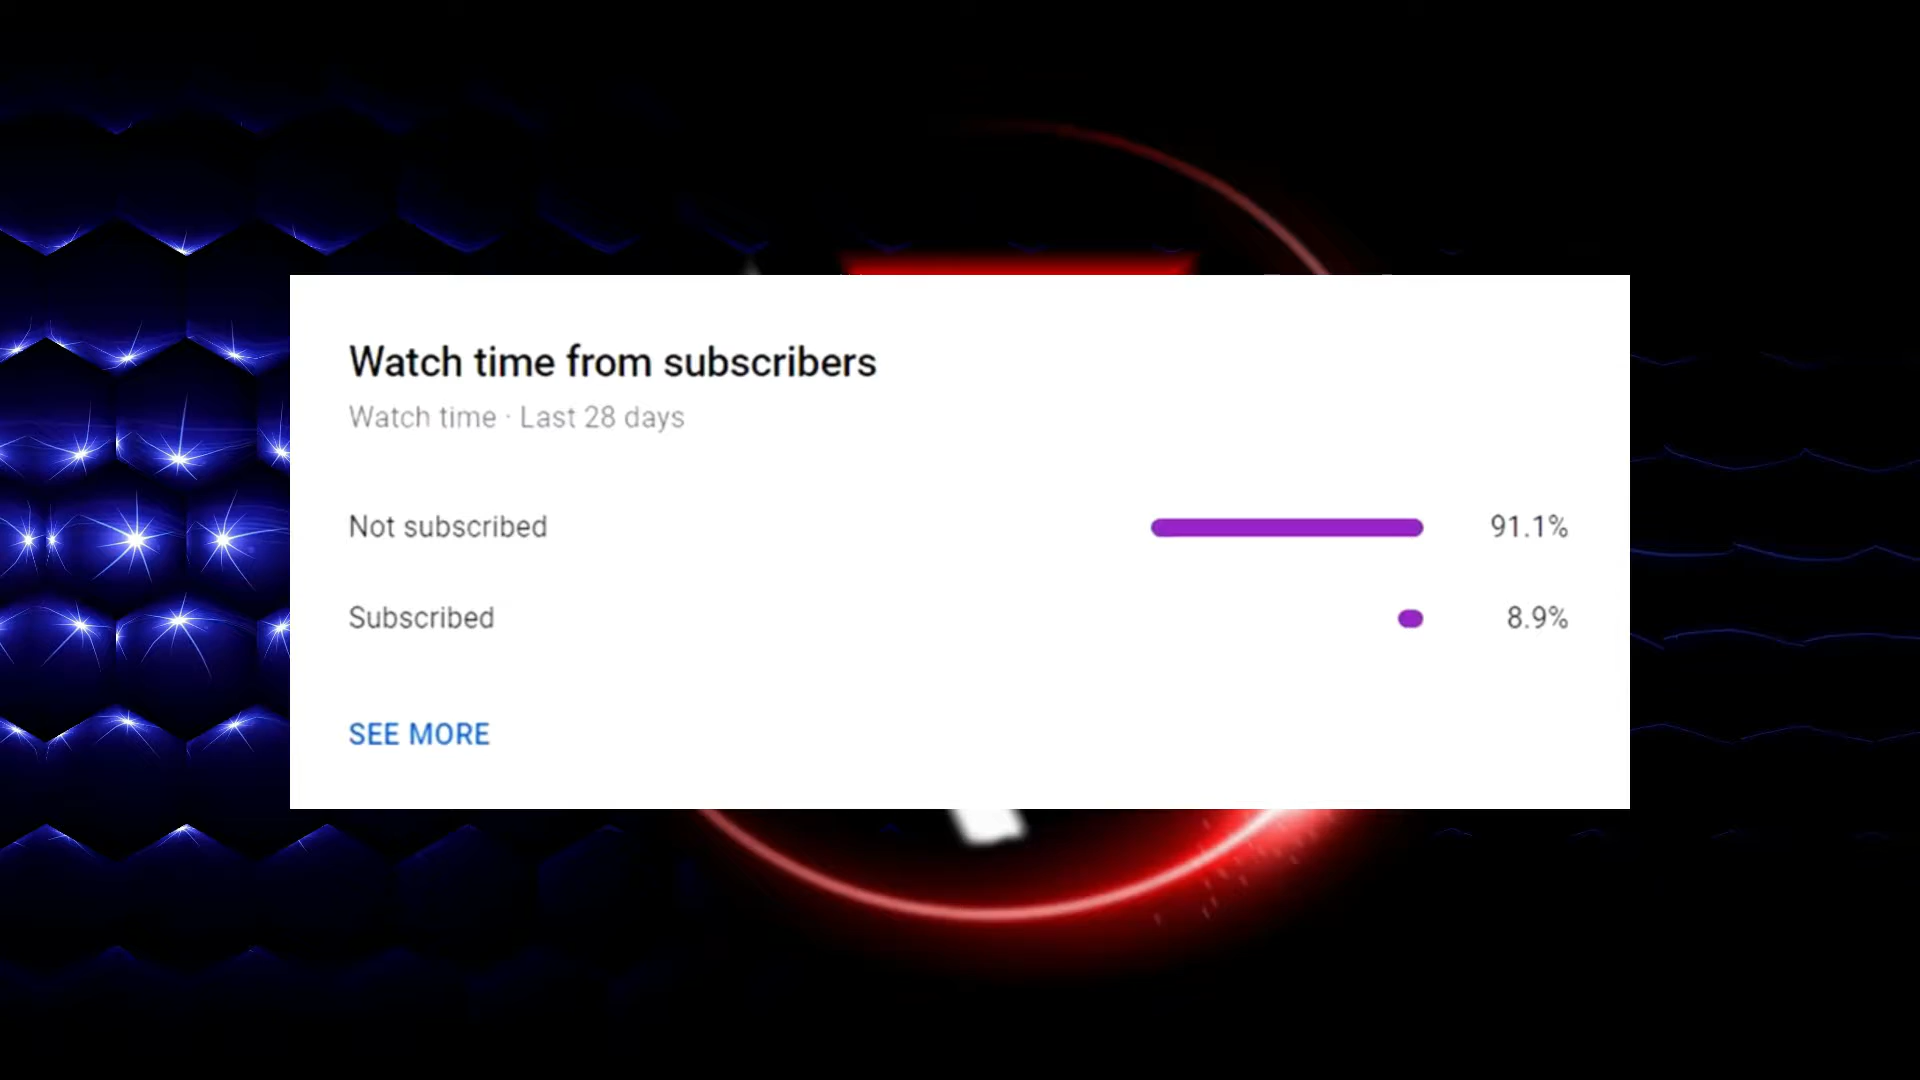 Watch time from subscribers
Watch time · Last 28 days
Not subscribed 91.1%
Subscribed 8.9%
SEE MORE